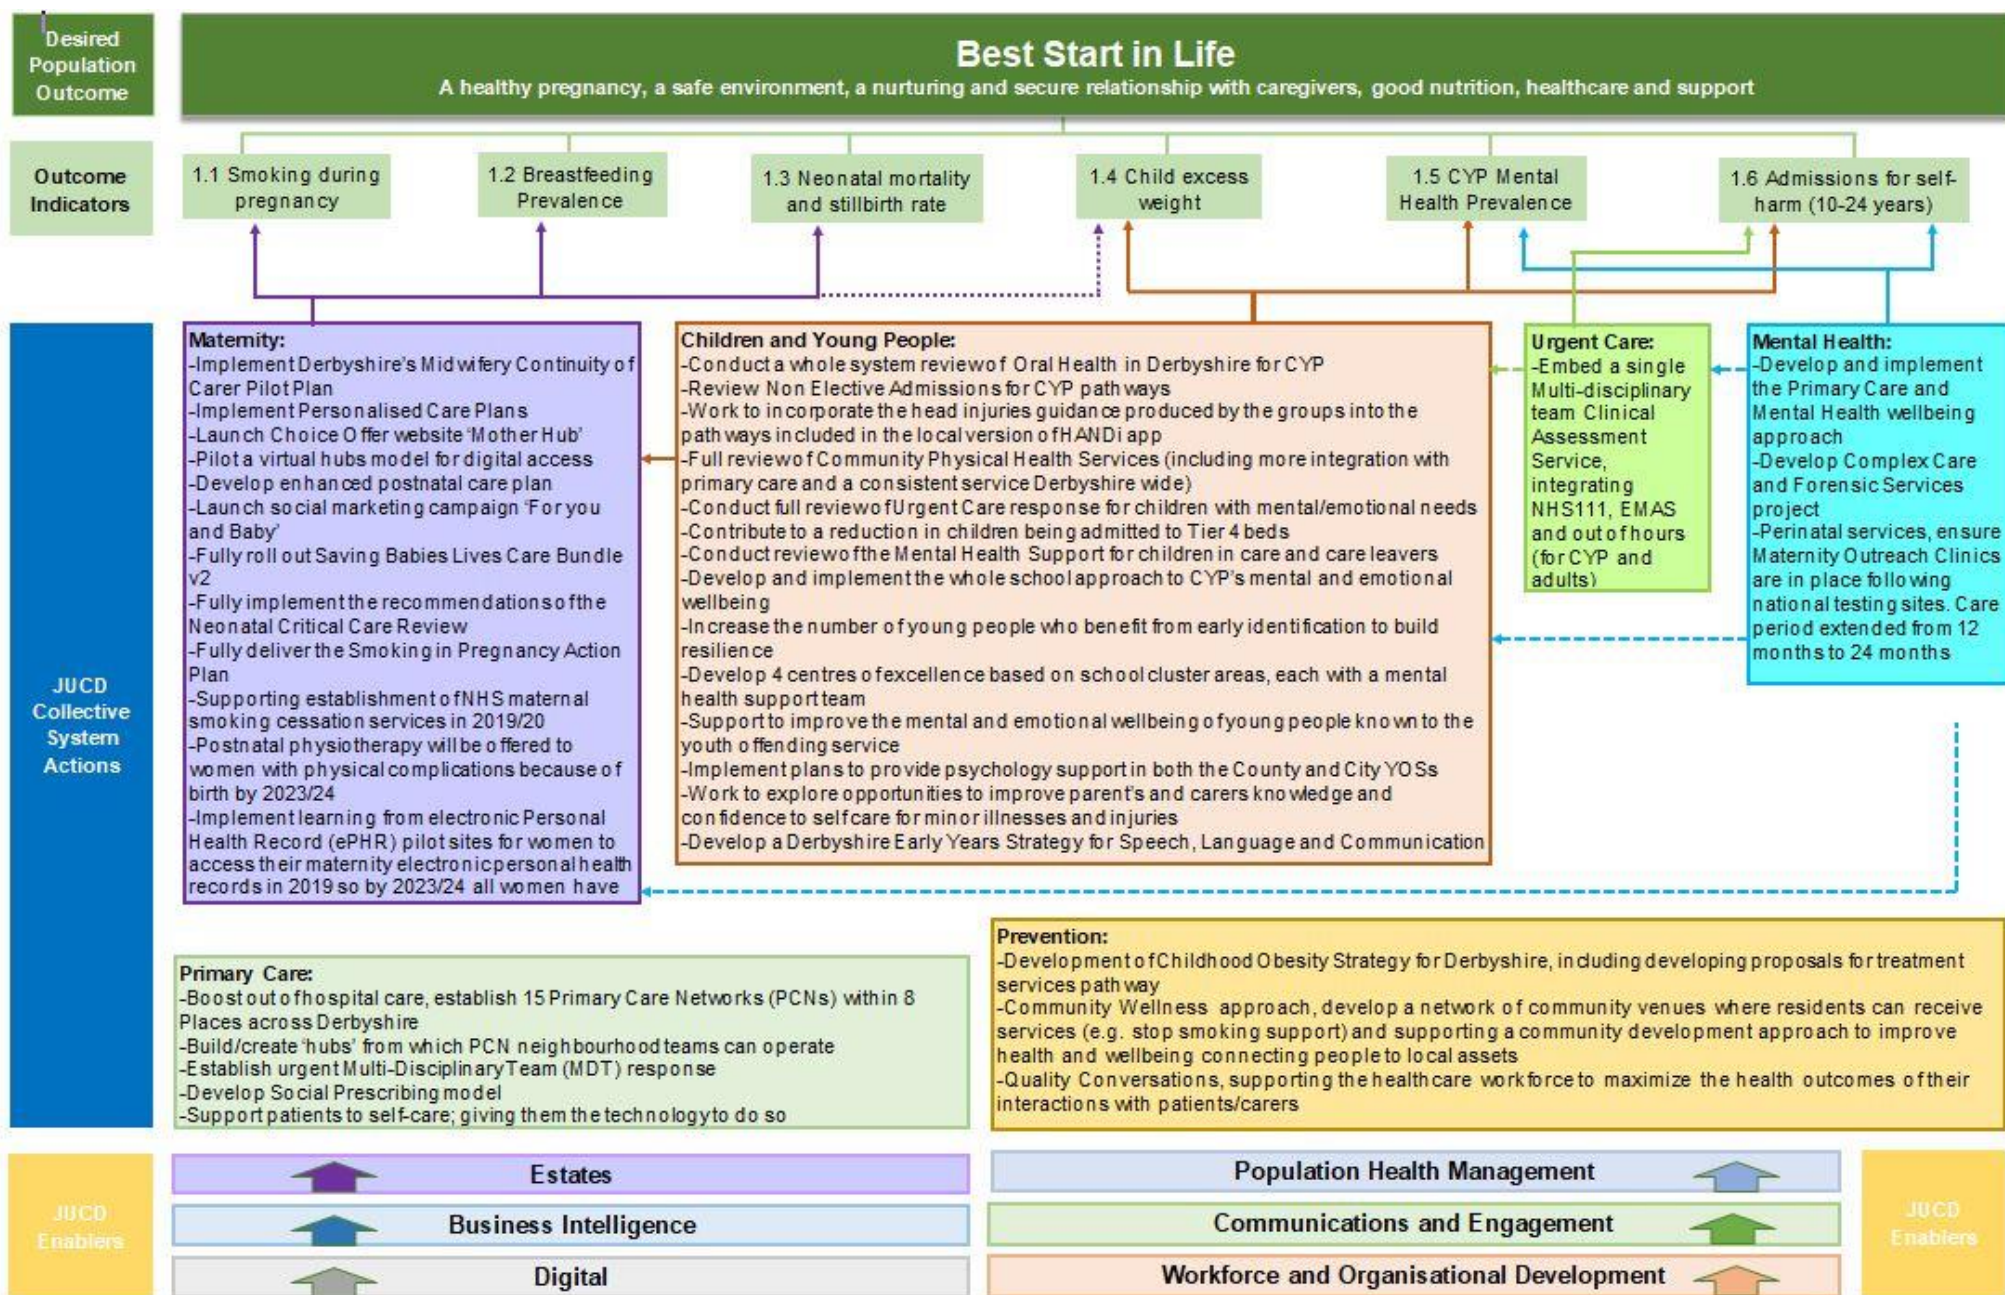 Desired
Population
Outcome
Best Start in Life
A healthy pregnancy, a safe environment, a nurturing and secure relationship with caregivers, good nutrition, healthcare and support
Outcome
Indicators
1.1 Smoking during
pregnancy
1.2 Breastfeeding
Prevalence
1.3 Neonatal mortality
and stillbirth rate
1.4 Child excess
weight
1.5 CYP Mental
Health Prevalence
1.6 Admissions for self-
harm (10-24 years)
JUCD
Collective
System
Actions
Maternity:
-Implement Derbyshire's Midwifery Continuity of
Carer Pilot Plan
-Implement Personalised Care Plans
-Launch Choice Offer website 'Mother Hub'
-Pilot a virtual hubs model for digital access
-Develop enhanced postnatal care plan
-Launch social marketing campaign 'For you
and Baby'
-Fully roll out Saving Babies Lives Care Bundle
v2
-Fully implement the recommendations of the
Neonatal Critical Care Review
-Fully deliver the Smoking in Pregnancy Action
Plan
-Supporting establishment of NHS maternal
smoking cessation services in 2019/20
-Postnatal physiotherapy will be offered to
women with physical complications because of
birth by 2023/24
-Implement learning from electronic Personal
Health Record (ePHR) pilot sites for women to
access their maternity electronic personal health
records in 2019 so by 2023/24 all women have
Children and Young People:
-Conduct a whole system review of Oral Health in Derbyshire for CYP
-Review Non Elective Admissions for CYP pathways
-Work to incorporate the head injuries guidance produced by the groups into the
pathways included in the local version of HANDi app
-Full review of Community Physical Health Services (including more integration with
primary care and a consistent service Derbyshire wide)
-Conduct full review of Urgent Care response for children with mental/emotional needs
-Contribute to a reduction in children being admitted to Tier 4 beds
-Conduct review of the Mental Health Support for children in care and care leavers
-Develop and implement the whole school approach to CYP's mental and emotional
wellbeing
-Increase the number of young people who benefit from early identification to build
resilience
-Develop 4 centres of excellence based on school cluster areas, each with a mental
health support team
-Support to improve the mental and emotional wellbeing of young people known to the
youth offending service
-Implement plans to provide psychology support in both the County and City YOSs
-Work to explore opportunities to improve parent's and carers knowledge and
confidence to self care for minor illnesses and injuries
-Develop a Derbyshire Early Years Strategy for Speech, Language and Communication
Urgent Care:
-Embed a single
Multi-disciplinary
team Clinical
Assessment
Service,
integrating
NHS111, EMAS
and out of hours
(for CYP and
adults)
Mental Health:
-Develop and implement
the Primary Care and
Mental Health wellbeing
approach
-Develop Complex Care
and Forensic Services
project
-Perinatal services, ensure
Maternity Outreach Clinics
are in place following
national testing sites. Care
period extended from 12
months to 24 months
Primary Care:
-Boost out of hospital care, establish 15 Primary Care Networks (PCNs) within 8
Places across Derbyshire
-Build/create 'hubs' from which PCN neighbourhood teams can operate
-Establish urgent Multi-Disciplinary Team (MDT) response
-Develop Social Prescribing model
-Support patients to self-care; giving them the technology to do so
Prevention:
-Development of Childhood Obesity Strategy for Derbyshire, including developing proposals for treatment
services pathway
-Community Wellness approach, develop a network of community venues where residents can receive
services (e.g. stop smoking support) and supporting a community development approach to improve
health and wellbeing connecting people to local assets
-Quality Conversations, supporting the healthcare workforce to maximize the health outcomes of their
interactions with patients/carers
JUCD
Enablers
Estates
Business Intelligence
Digital
Population Health Management
Communications and Engagement
Workforce and Organisational Development
JUCD
Enablers